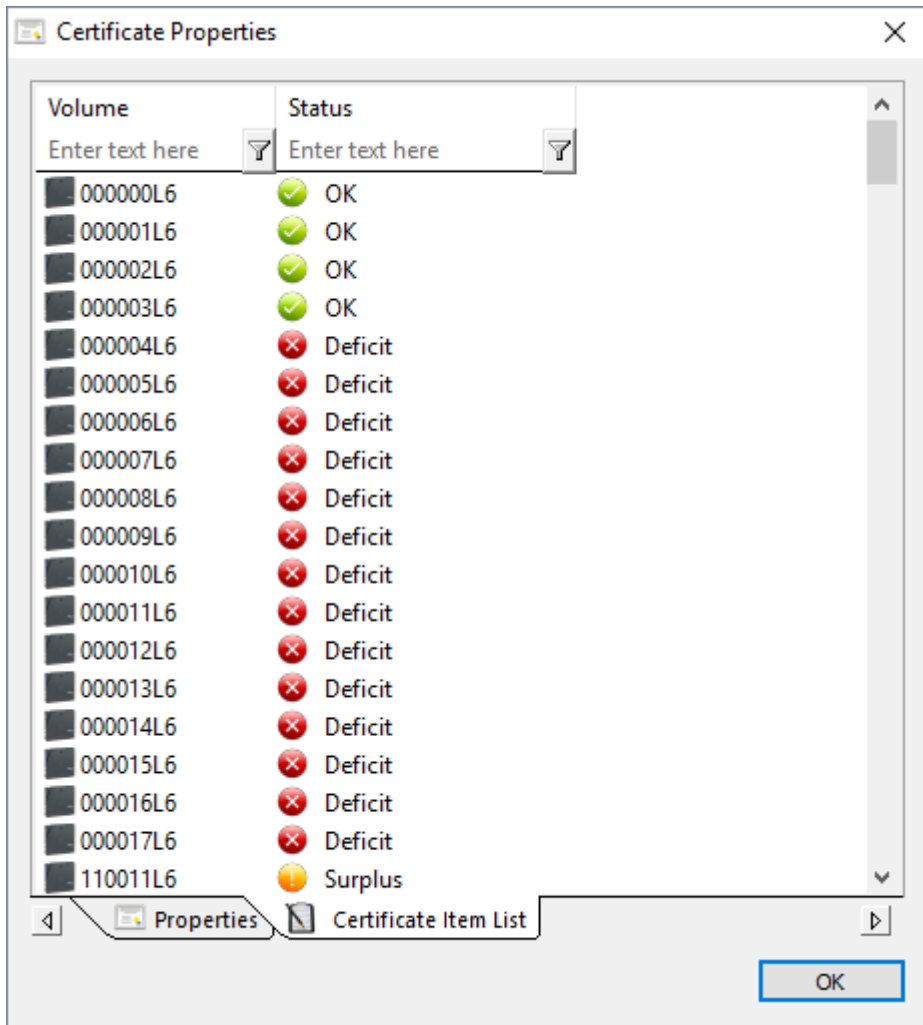 Certificate Properties
Volume Status
Enter text here Enter text here
000000L6 OK
000001L6 OK
000002L6 OK
000003L6 OK
000004L6 Deficit
000005L6 Deficit
000006L6 Deficit
000007L6 Deficit
000008L6 Deficit
000009L6 Deficit
000010L6 Deficit
000011L6 Deficit
000012L6 Deficit
000013L6 Deficit
000014L6 Deficit
000015L6 Deficit
000016L6 Deficit
000017L6 Deficit
110011L6 Surplus
Properties Certificate Item List
OK